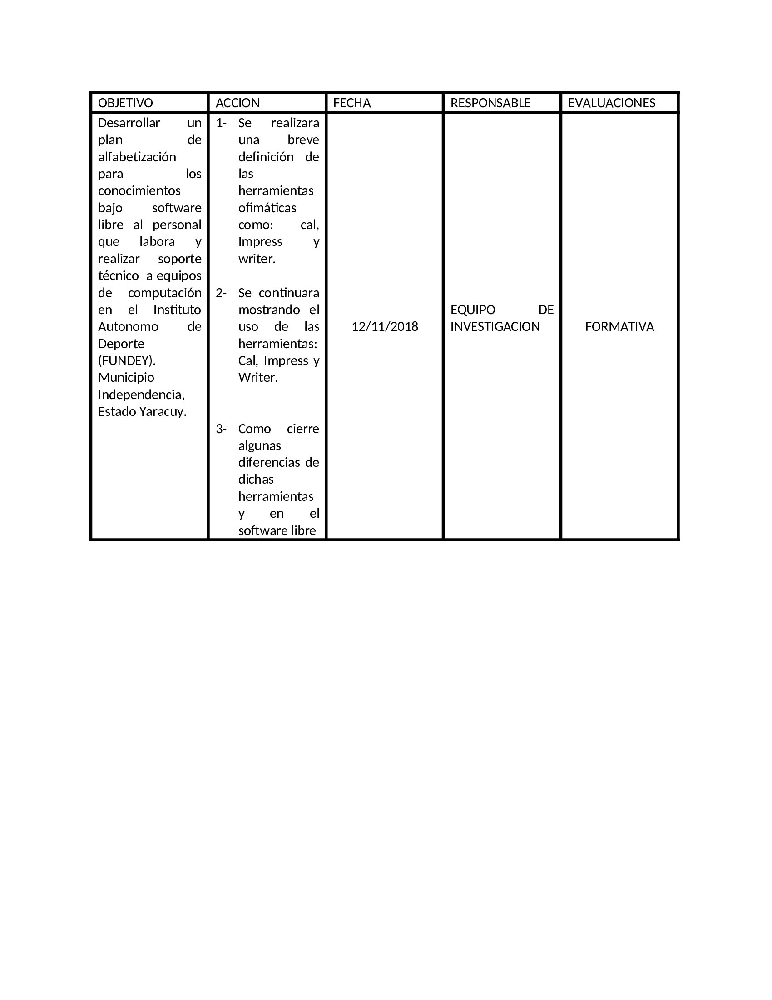 OBJETIVO
ACCION
FECHA
RESPONSABLE
EVALUACIONES
Desarrollar un
plan de
alfabetización
para los
conocimientos
bajo software
libre al personal
que labora y
realizar soporte
técnico a equipos
de computación
en el Instituto
Autonomo de
Deporte
(FUNDEY).
Municipio
Independencia,
Estado Yaracuy.
1- Se realizara
una breve
definición de
las
herramientas
ofimáticas
como: cal,
Impress y
writer.
2- Se continuara
mostrando el
uso de las
herramientas:
Cal, Impress y
Writer.
3- Como cierre
algunas
diferencias de
dichas
herramientas
y en el
software libre
12/11/2018
EQUIPO DE
INVESTIGACION
FORMATIVA